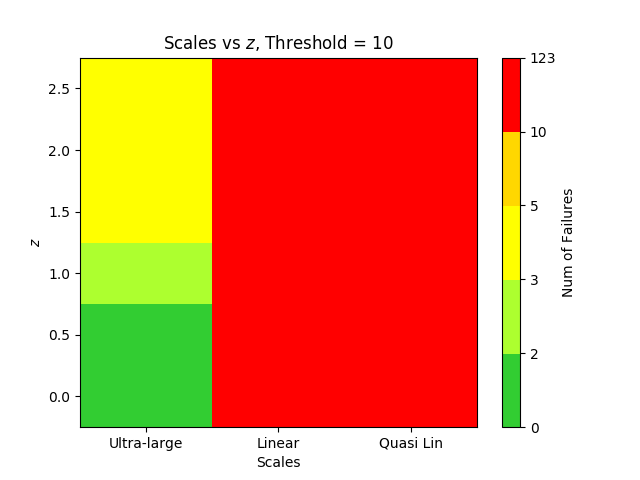 Scales vs z, Threshold = 10
2.5
2.0
1.5
1.0
0.5
0.0
z
Ultra-large Linear Quasi Lin
Scales
123
10
5
3
2
0
Num of Failures